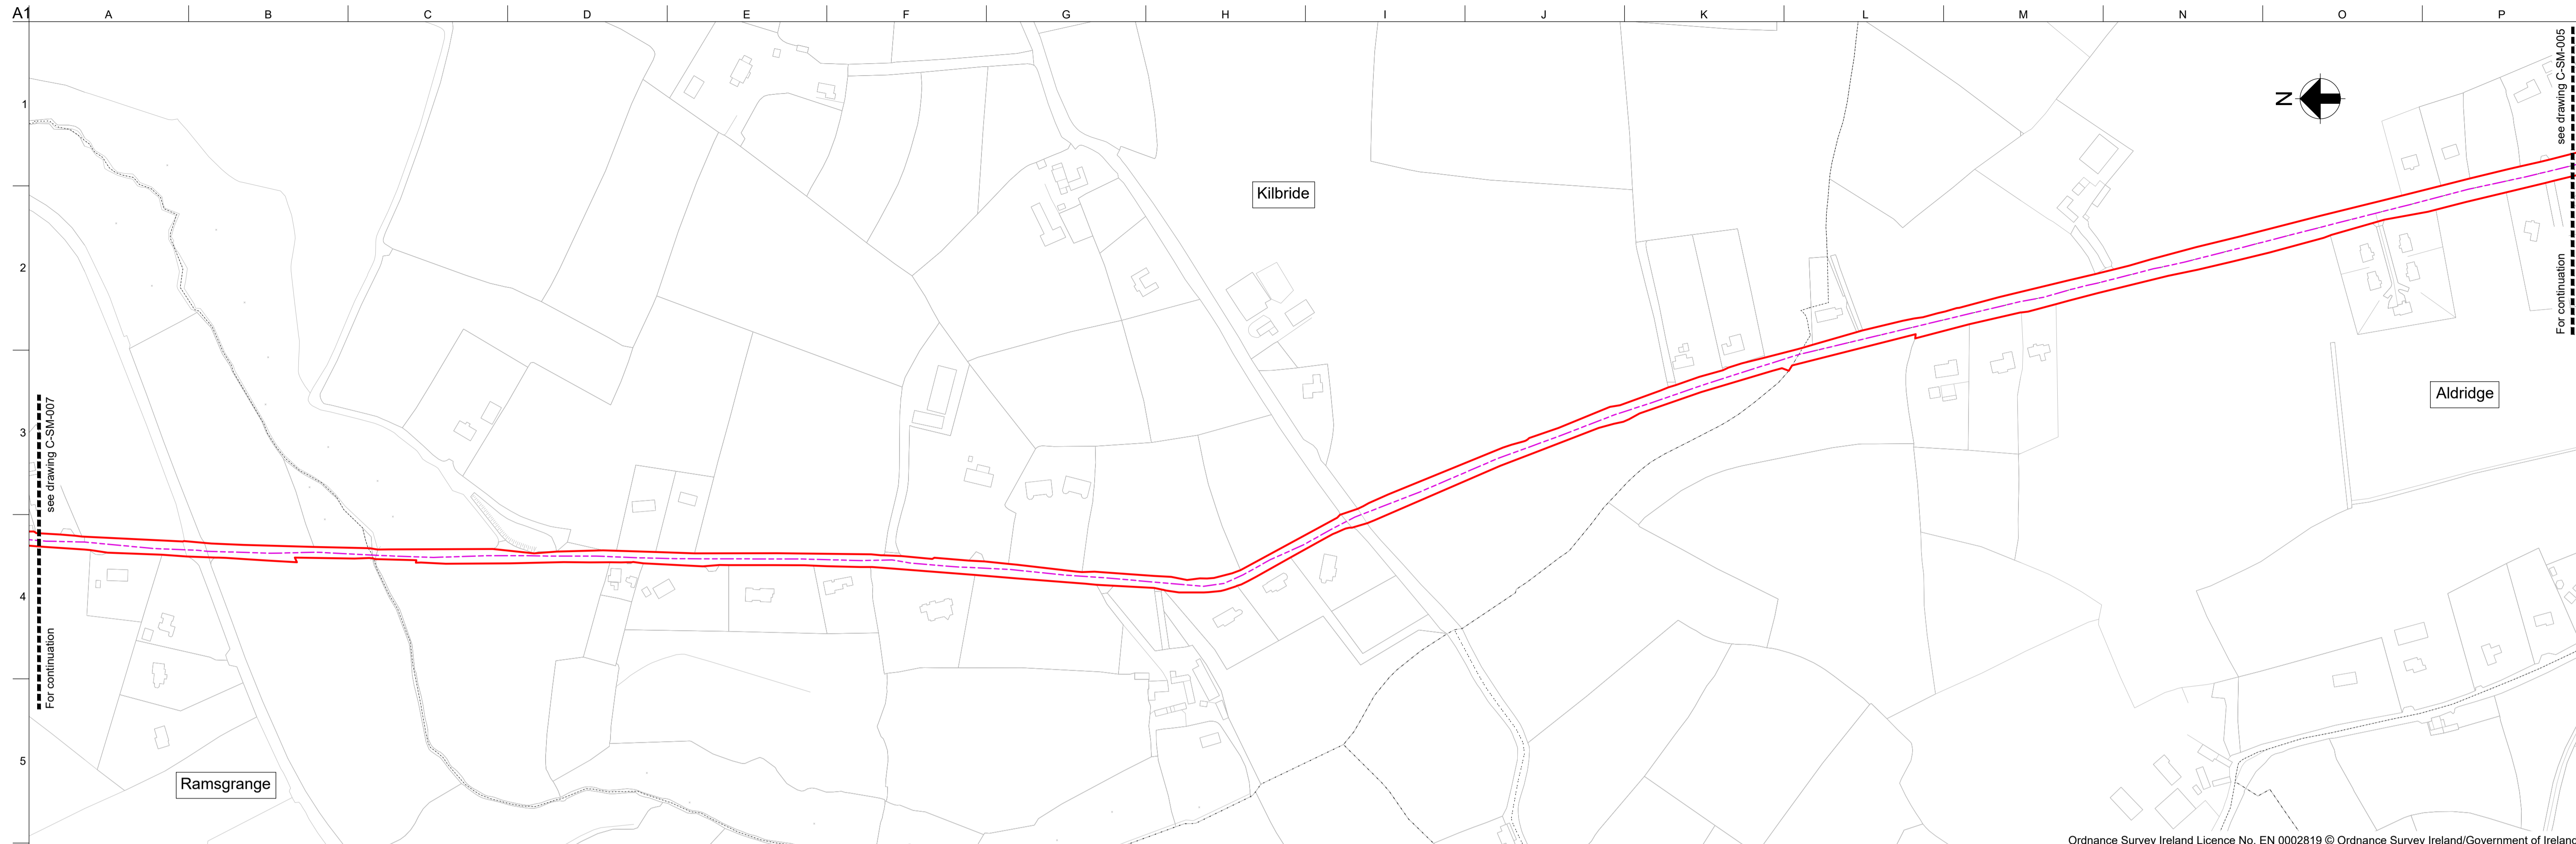 A1
A B C D E F G H I J K L M N O P
1
2
3
4
5
N
see drawing C-SM-005
For continuation
Kilbride
Aldridge
see drawing C-SM-007
For continuation
Ramsgrange
Ordnance Survey Ireland Licence No. EN 0002819 © Ordnance Survey Ireland/Government of Ireland